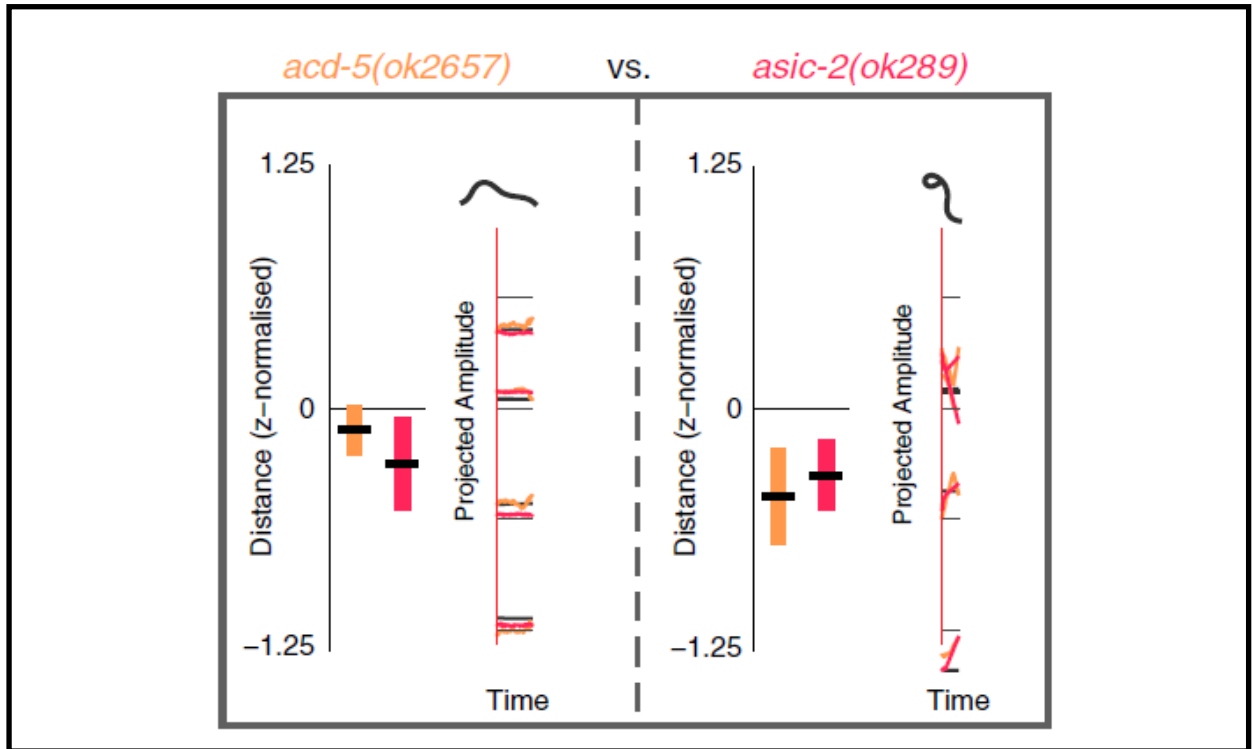 acd-5(ok2657) vs. asic-2(ok289)
1.25
0
−1.25
Distance (z−normalised)
Projected Amplitude
Time
1.25
0
−1.25
Distance (z−normalised)
Projected Amplitude
Time